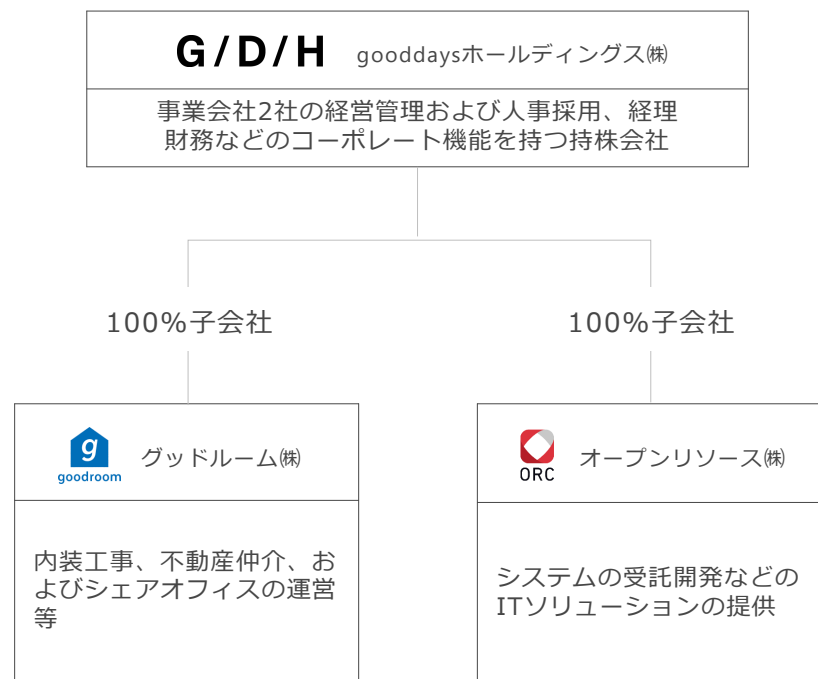 G/D/H gooddaysホールディングス㈱
事業会社2社の経営管理および人事採用、経理
財務などのコーポレート機能を持つ持株会社
100%子会社
100%子会社
g
goodroom
グッドルーム㈱
ORC
オープンリソース㈱
内装工事、不動産仲介、お
よびシェアオフィスの運営
等
システムの受託開発などの
ITソリューションの提供